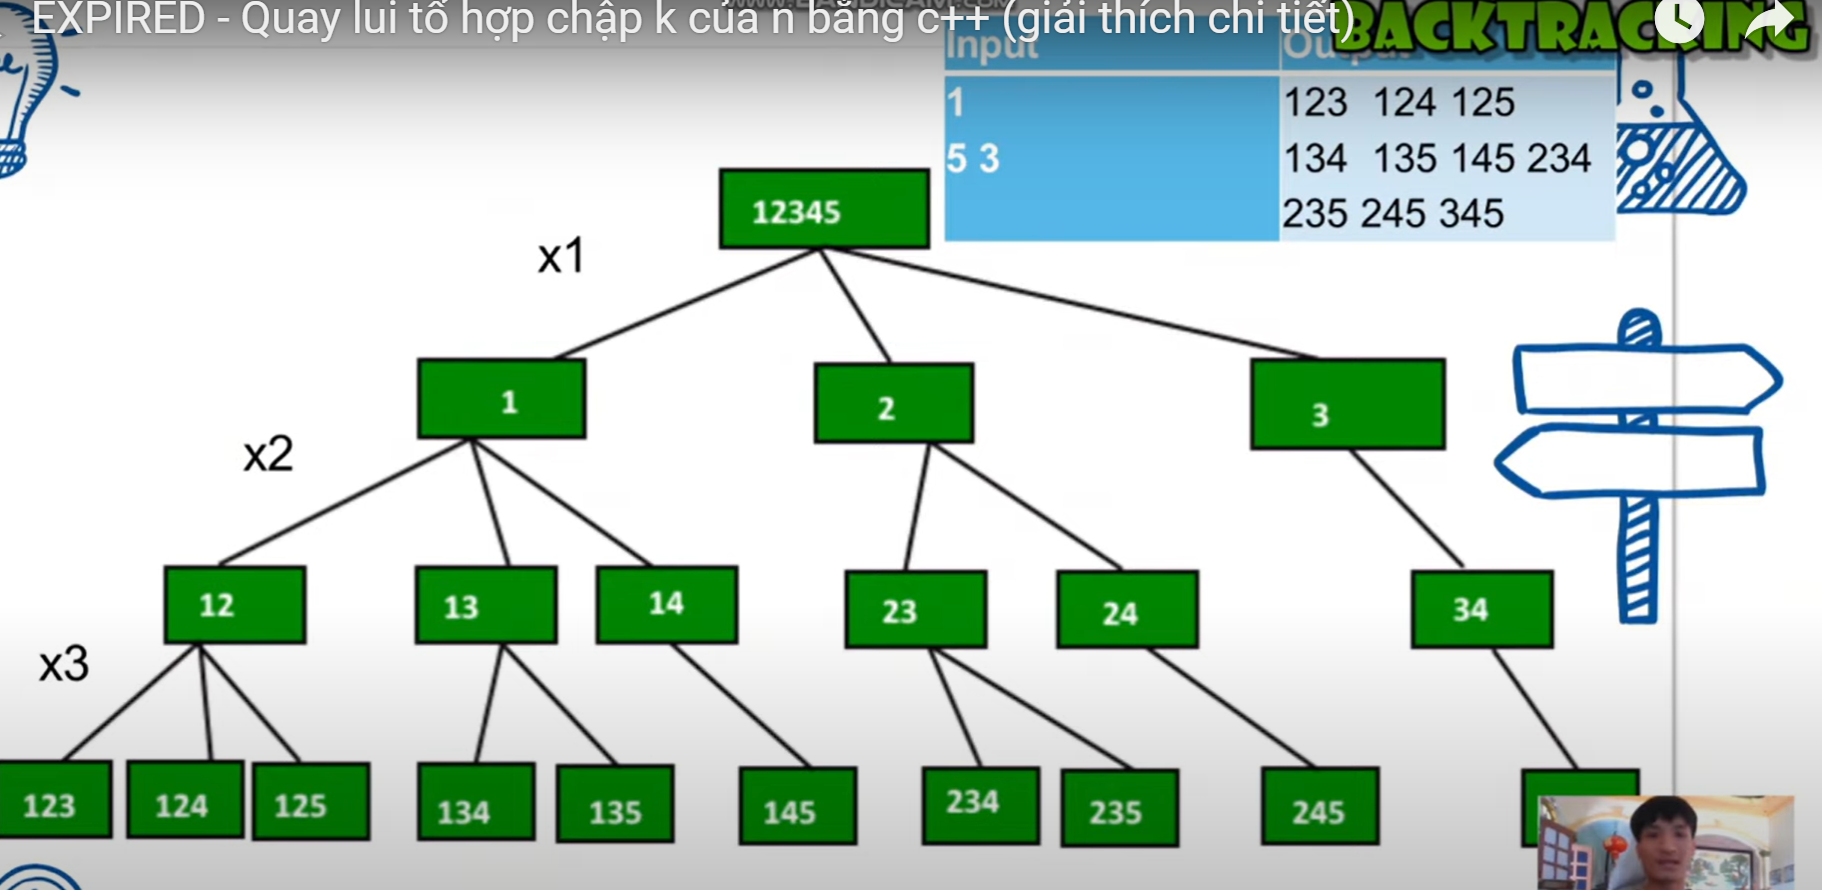 EXPIRED - Quay lui tổ hợp chập k của n bằng c++ (giải thích chi tiết)
BACKTRACKING
Input
Output
1
5 3
123 124 125
134 135 145 234
235 245 345
12345
x1
1
2
3
x2
12
13
14
23
24
34
x3
123
124
125
134
135
145
234
235
245